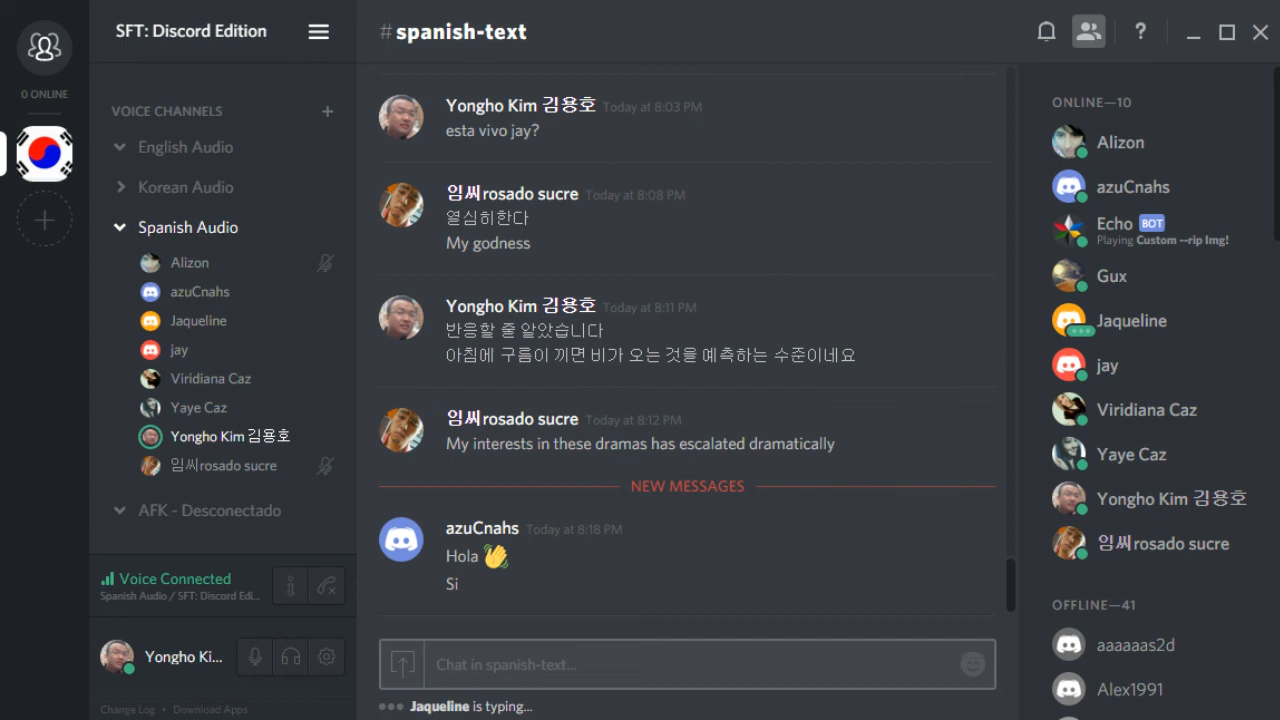 0 ONLINE
SFT: Discord Edition
VOICE CHANNELS
English Audio
Korean Audio
Spanish Audio
Alizon
azuCnahs
Jaqueline
jay
Viridiana Caz
Yaye Caz
Yongho Kim 김용호
임씨rosado sucre
AFK - Desconectado
Voice Connected
Spanish Audio / SFT: Discord Edi...
Yongho Ki...
Change Log • Download Apps
#spanish-text
Yongho Kim 김용호 Today at 8:03 PM
esta vivo jay?
임씨rosado sucre Today at 8:08 PM
열심히한다
My godness
Yongho Kim 김용호 Today at 8:11 PM
반응할 줄 알았습니다
아침에 구름이 끼면 비가 오는 것을 예측하는 수준이네요
임씨rosado sucre Today at 8:12 PM
My interests in these dramas has escalated dramatically
NEW MESSAGES
azuCnahs Today at 8:18 PM
Hola 👋
Si
Chat in spanish-text...
Jaqueline is typing...
ONLINE—10
Alizon
azuCnahs
Echo BOT
Playing Custom --rip Img!
Gux
Jaqueline
jay
Viridiana Caz
Yaye Caz
Yongho Kim 김용호
임씨rosado sucre
OFFLINE—41
aaaaaas2d
Alex1991